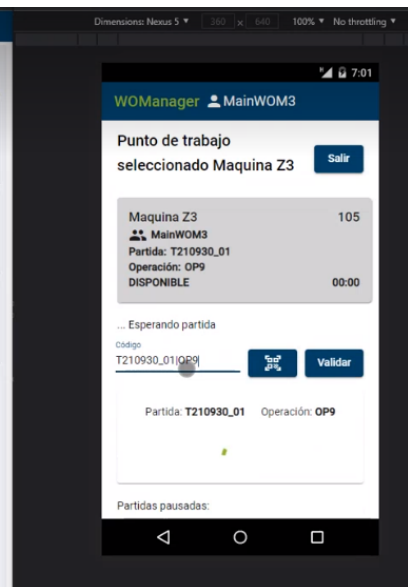 Dimensions: Nexus 5 ▼ 360 x 640 100% ▼ No throttling ▼
7:01
WOManager MainWOM3
Punto de trabajo
seleccionado Maquina Z3
Salir
Maquina Z3 105
MainWOM3
Partida: T210930_01
Operación: OP9
DISPONIBLE 00:00
... Esperando partida
Código
T210930_01|OP9
Validar
Partida: T210930_01 Operación: OP9
Partidas pausadas: